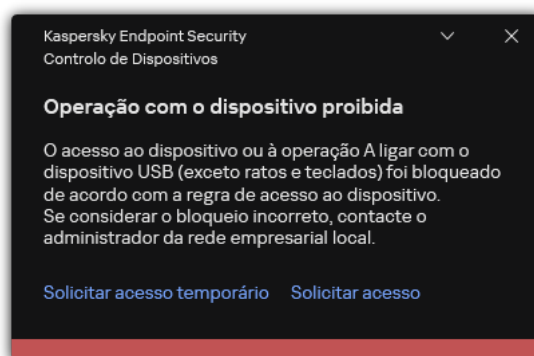 Kaspersky Endpoint Security
Controlo de Dispositivos
Operação com o dispositivo proibida
O acesso ao dispositivo ou à operação A ligar com o
dispositivo USB (exceto ratos e teclados) foi bloqueado
de acordo com a regra de acesso ao dispositivo.
Se considerar o bloqueio incorreto, contacte o
administrador da rede empresarial local.
Solicitar acesso temporário Solicitar acesso